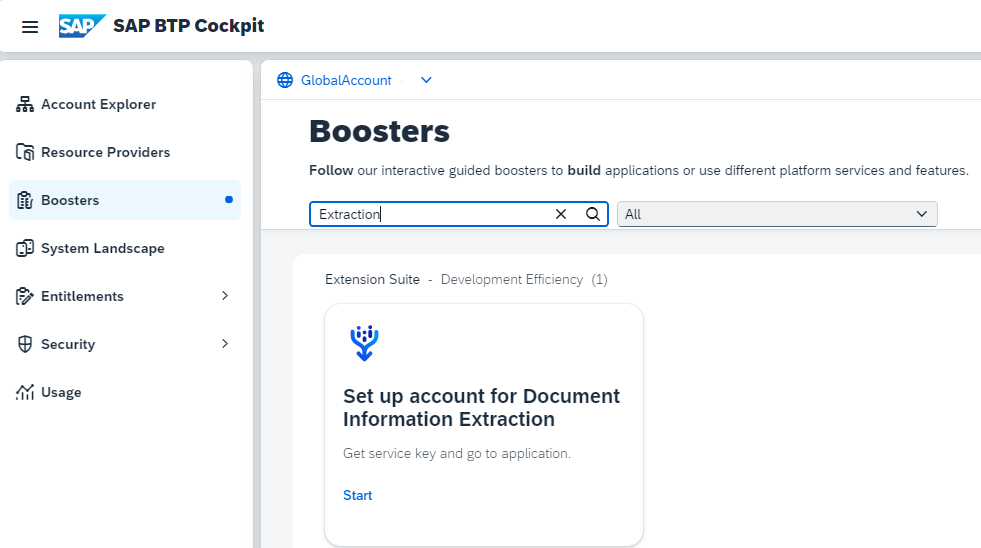 SAP SAP BTP Cockpit
Account Explorer
Resource Providers
Boosters
System Landscape
Entitlements
Security
Usage
GlobalAccount
Boosters
Follow our interactive guided boosters to build applications or use different platform services and features.
Extraction
All
Extension Suite - Development Efficiency (1)
Set up account for Document
Information Extraction
Get service key and go to application.
Start